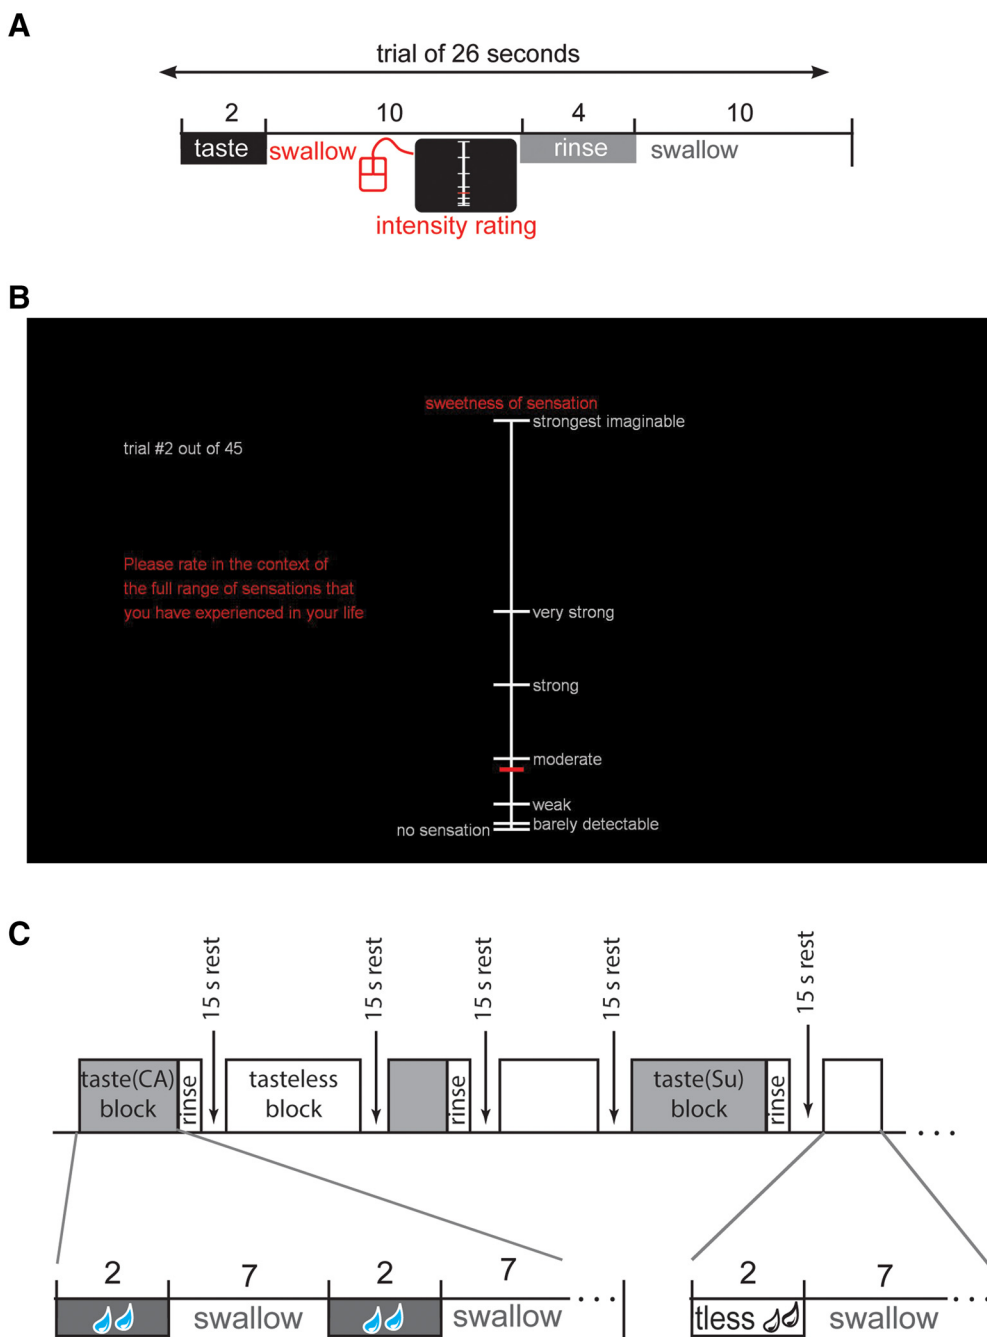 A
trial of 26 seconds
2 10 4 10
taste swallow rinse swallow
intensity rating
B
sweetness of sensation
strongest imaginable
trial #2 out of 45
Please rate in the context of
the full range of sensations that
you have experienced in your life
very strong
strong
moderate
weak
barely detectable
no sensation
C
15 s rest
15 s rest
15 s rest
15 s rest
15 s rest
taste(CA)
block
rinse
tasteless
block
rinse
taste(Su)
block
rinse
. . .
2 7 2 7 2 7
swallow swallow . . . tless swallow . . .